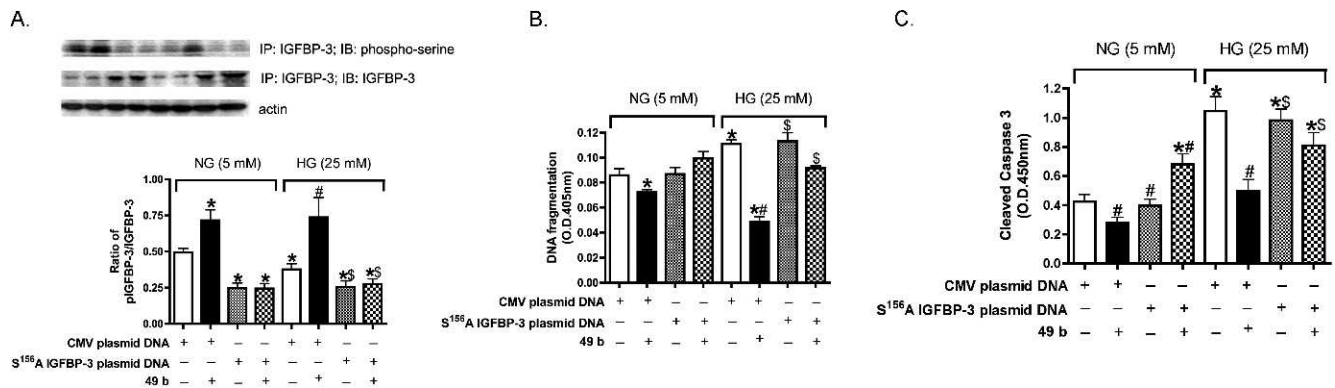 A.
IP: IGFBP-3; IB: phospho-serine
IP: IGFBP-3; IB: IGFBP-3
actin
NG (5 mM) HG (25 mM)
Ratio of
pIGFBP-3/IGFBP-3
1.00
0.75
0.50
0.25
0.00
* * * * # *$ *$
CMV plasmid DNA + + – – + + – –
S156A IGFBP-3 plasmid DNA – – + + – – + +
49 b – + – + – + – +
B.
NG (5 mM) HG (25 mM)
DNA fragmentation
(O.D.405nm)
0.12
0.10
0.08
0.06
0.04
0.02
0.00
* * *# $ $
CMV plasmid DNA + + – – + + – –
S156A IGFBP-3 plasmid DNA – – + + – – + +
49 b – + – + – + – +
C.
NG (5 mM) HG (25 mM)
Cleaved Caspase 3
(O.D.450nm)
1.2
1.0
0.8
0.6
0.4
0.2
0.0
# # *# * # *$ *$
CMV plasmid DNA + + – – + + – –
S156A IGFBP-3 plasmid DNA – – + + – – + +
49 b – + – + – + – +